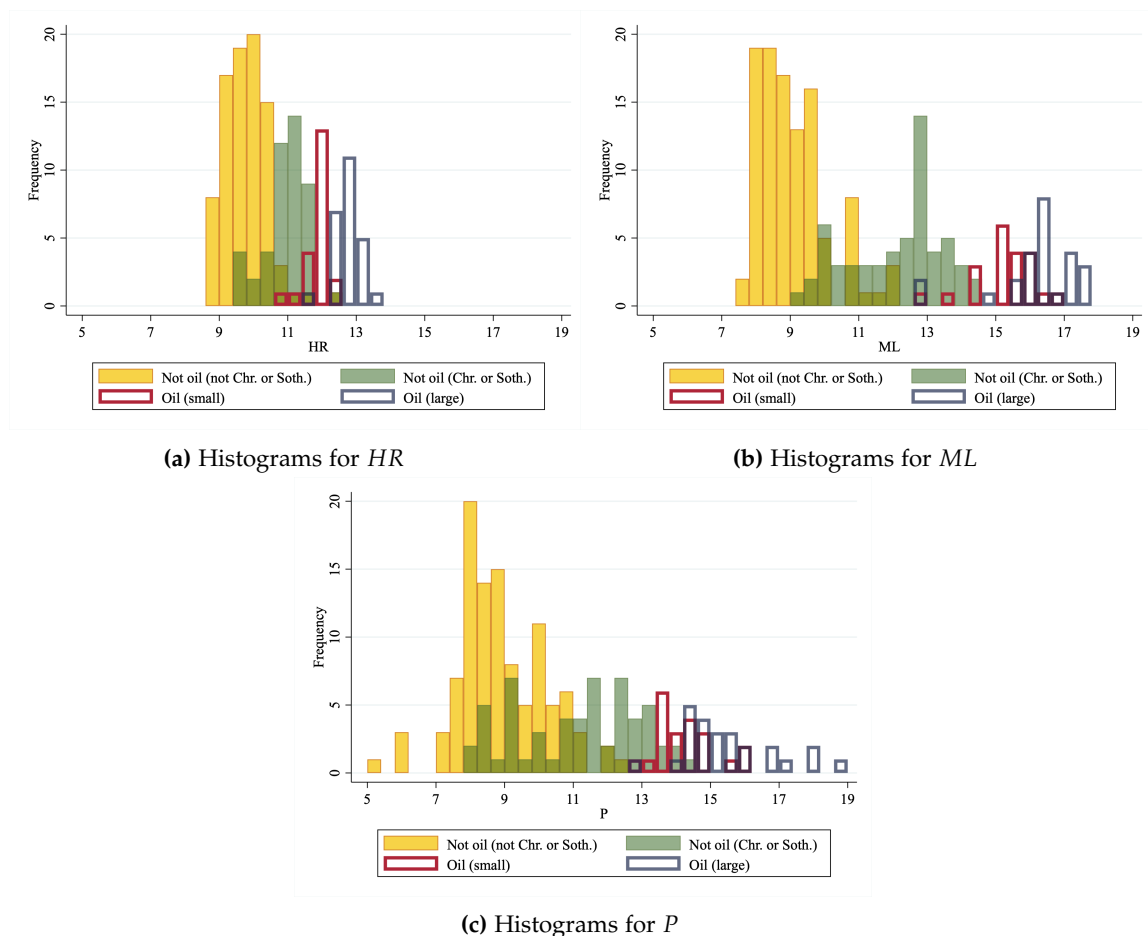 20
15
10
5
0
Frequency
5 7 9 11 13 15 17 19
HR
Not oil (not Chr. or Soth.) Not oil (Chr. or Soth.)
Oil (small) Oil (large)
(a) Histograms for HR
20
15
10
5
0
Frequency
5 7 9 11 13 15 17 19
ML
Not oil (not Chr. or Soth.) Not oil (Chr. or Soth.)
Oil (small) Oil (large)
(b) Histograms for ML
20
15
10
5
0
Frequency
5 7 9 11 13 15 17 19
P
Not oil (not Chr. or Soth.) Not oil (Chr. or Soth.)
Oil (small) Oil (large)
(c) Histograms for P